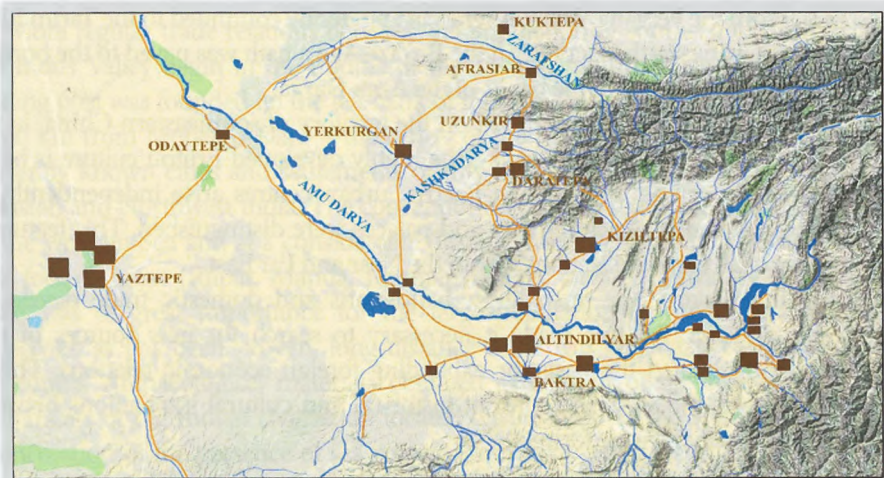 KUKTEPA
ZARAFSHAN
AFRASIAB
UZUNKIR
YERKURGAN
ODAYTEPE
KASHKADARYA
DARATEPA
AMU DARYA
KIZILTEPA
YAZTEPE
ALTINDILYAR
BAKTRA